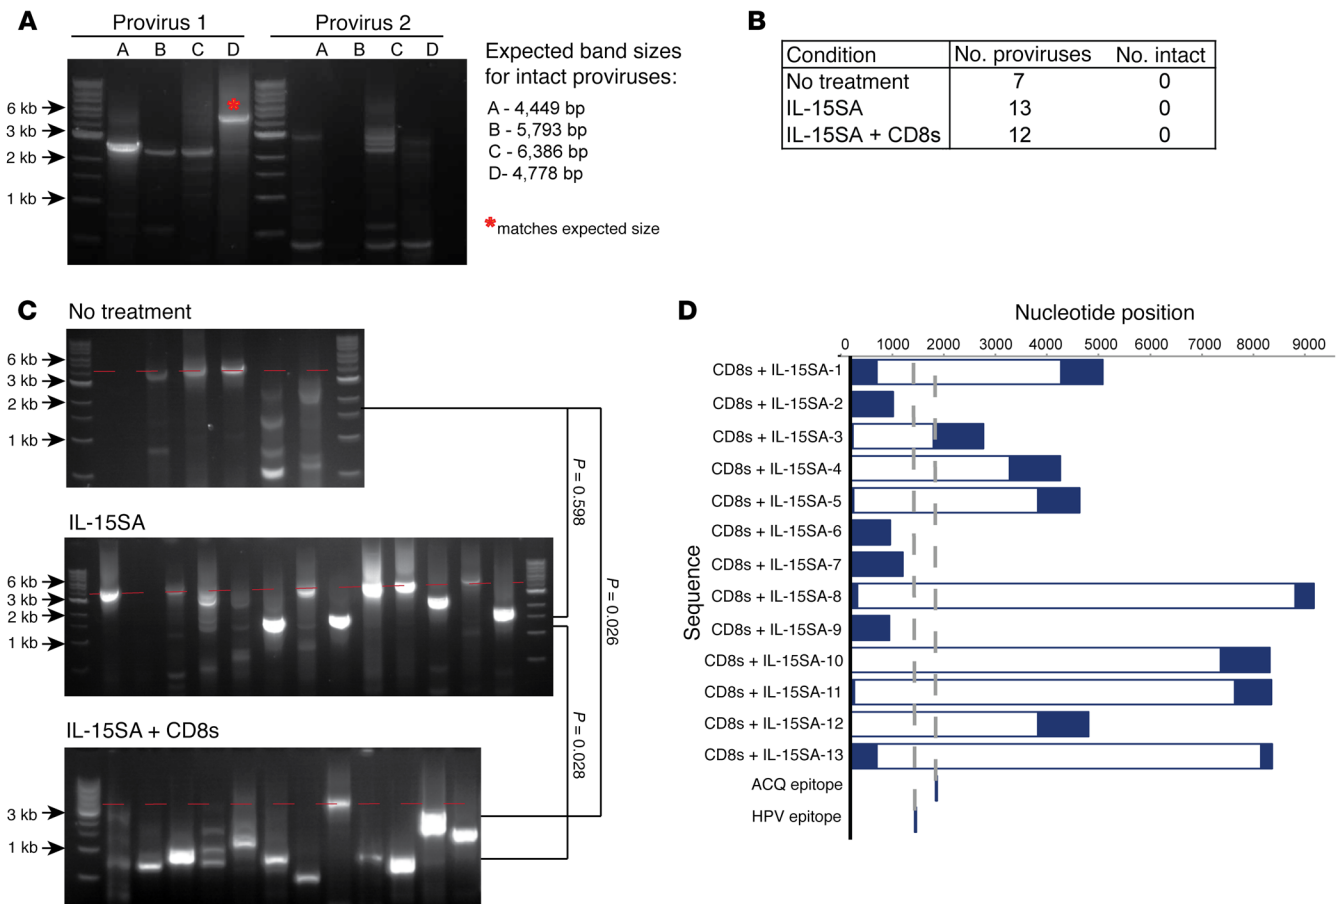 A
Provirus 1
Provirus 2
A B C D
A B C D
6 kb
3 kb
2 kb
1 kb
*
Expected band sizes
for intact proviruses:
A - 4,449 bp
B - 5,793 bp
C - 6,386 bp
D- 4,778 bp
*matches expected size
B
Condition No. proviruses No. intact
No treatment 7 0
IL-15SA 13 0
IL-15SA + CD8s 12 0
C
No treatment
6 kb
3 kb
2 kb
1 kb
IL-15SA
6 kb
3 kb
2 kb
1 kb
IL-15SA + CD8s
3 kb
1 kb
P = 0.598
P = 0.026
P = 0.028
D
Nucleotide position
0 1000 2000 3000 4000 5000 6000 7000 8000 9000
Sequence
CD8s + IL-15SA-1
CD8s + IL-15SA-2
CD8s + IL-15SA-3
CD8s + IL-15SA-4
CD8s + IL-15SA-5
CD8s + IL-15SA-6
CD8s + IL-15SA-7
CD8s + IL-15SA-8
CD8s + IL-15SA-9
CD8s + IL-15SA-10
CD8s + IL-15SA-11
CD8s + IL-15SA-12
CD8s + IL-15SA-13
ACQ epitope
HPV epitope